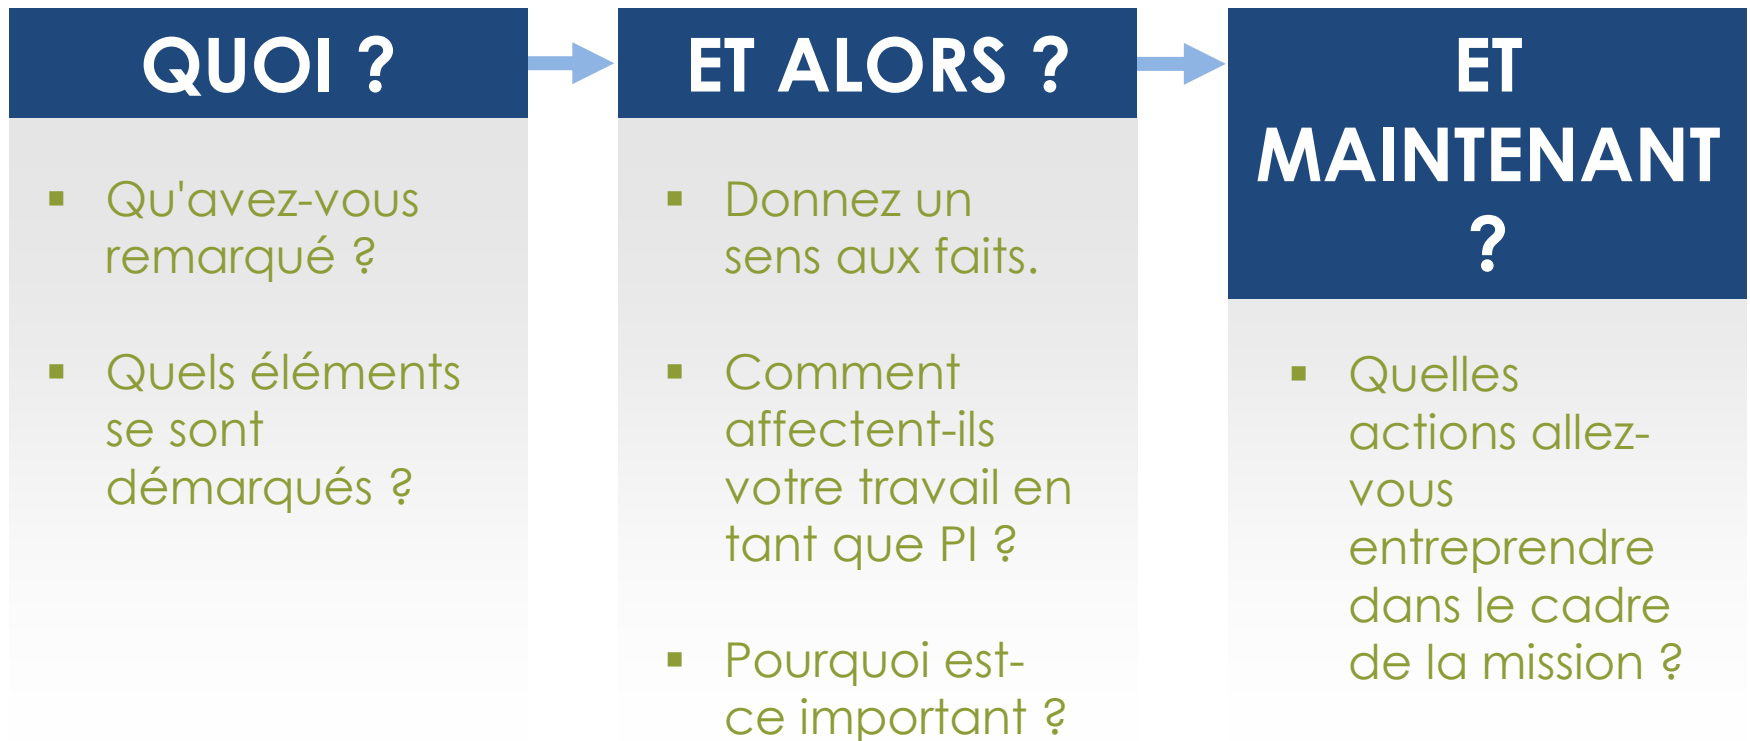 QUOI ?
Qu'avez-vous
remarqué ?
Quels éléments
se sont
démarqués ?
ET ALORS ?
Donnez un
sens aux faits.
Comment
affectent-ils
votre travail en
tant que PI ?
Pourquoi est-
ce important ?
ET
MAINTENANT
?
Quelles
actions allez-
vous
entreprendre
dans le cadre
de la mission ?